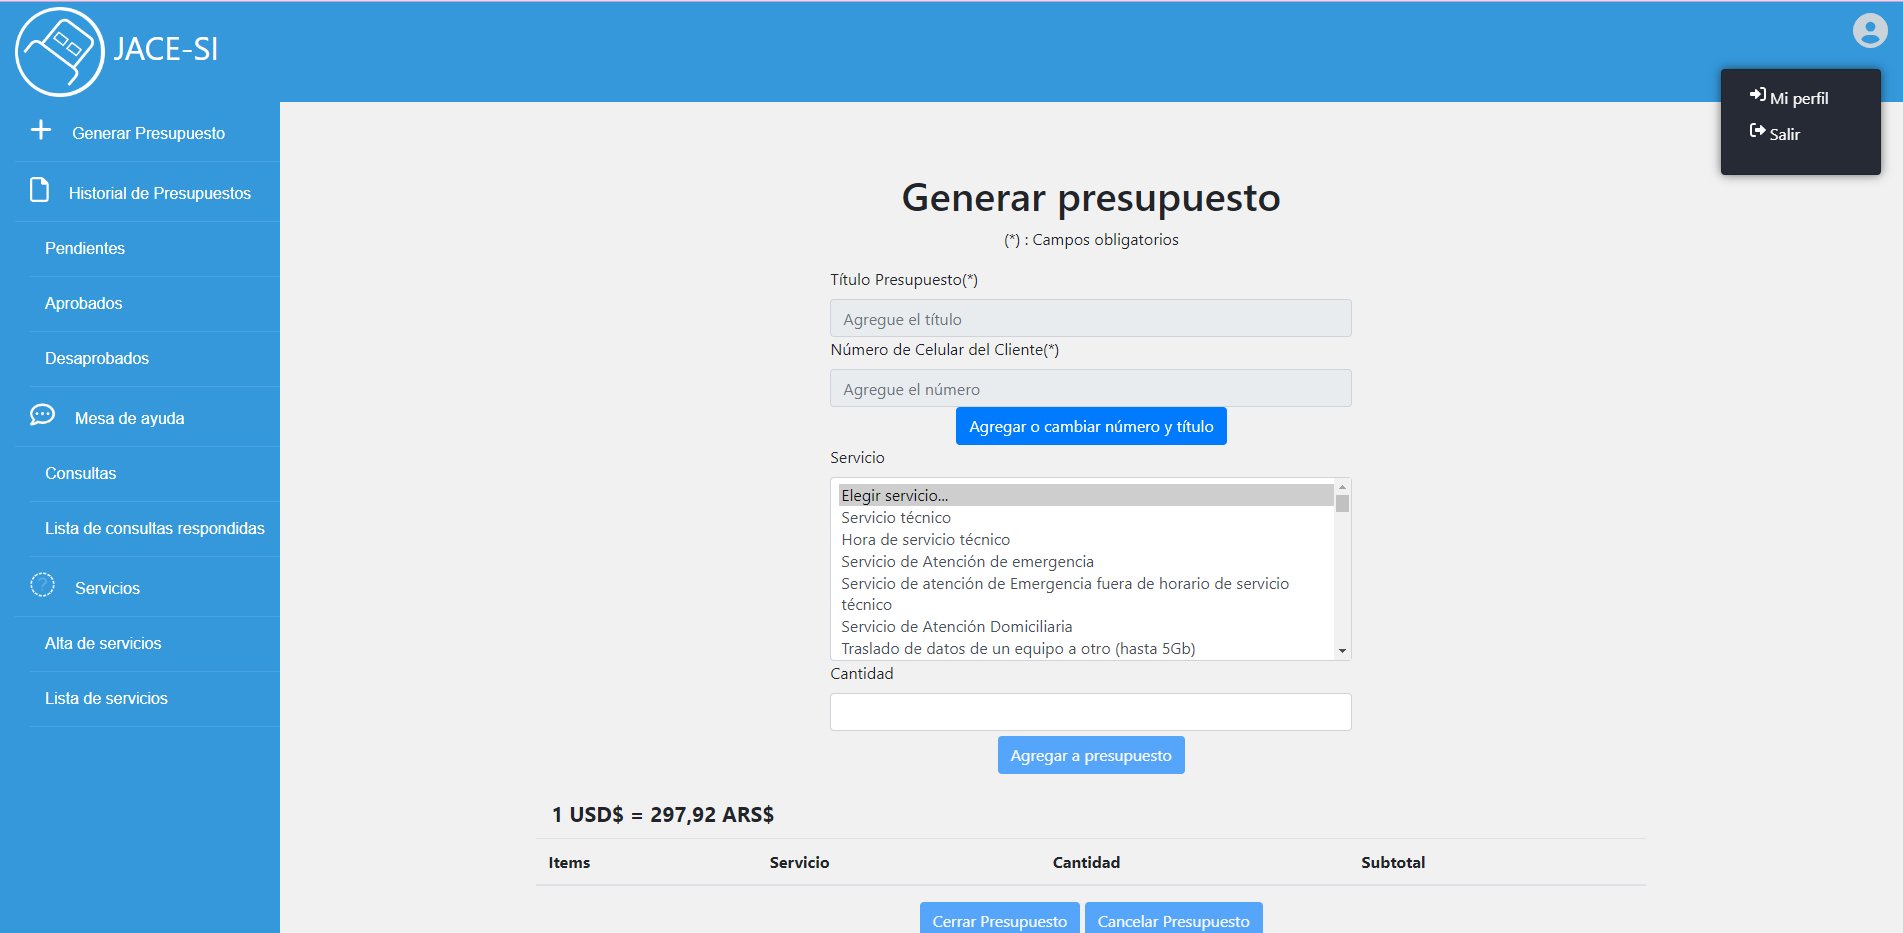 JACE-SI
Mi perfil
Salir
Generar Presupuesto
Historial de Presupuestos
Pendientes
Aprobados
Desaprobados
Mesa de ayuda
Consultas
Lista de consultas respondidas
Servicios
Alta de servicios
Lista de servicios
Generar presupuesto
(*) : Campos obligatorios
Título Presupuesto(*)
Agregue el título
Número de Celular del Cliente(*)
Agregue el número
Agregar o cambiar número y título
Servicio
Elegir servicio...
Servicio técnico
Hora de servicio técnico
Servicio de Atención de emergencia
Servicio de atención de Emergencia fuera de horario de servicio
técnico
Servicio de Atención Domiciliaria
Traslado de datos de un equipo a otro (hasta 5Gb)
Cantidad
Agregar a presupuesto
1 USD$ = 297,92 ARS$
Items Servicio Cantidad Subtotal
Cerrar Presupuesto Cancelar Presupuesto